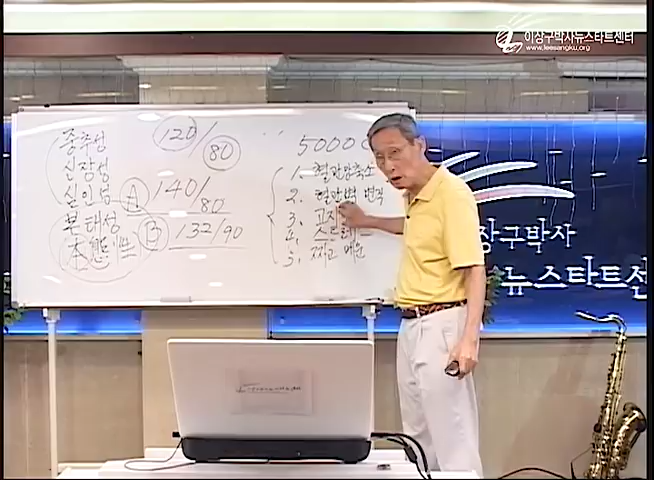 이상구박사뉴스타트센터
www.leesangku.org
중추성
신장성
심인성
본태성
本態性
120/80
A 140/80
B 132/90
5000
1. 혈관압축소
2. 혈관벽 변작
3. 고지
4. 스트레
5. 짜고 매운
상구박사
뉴스타트센